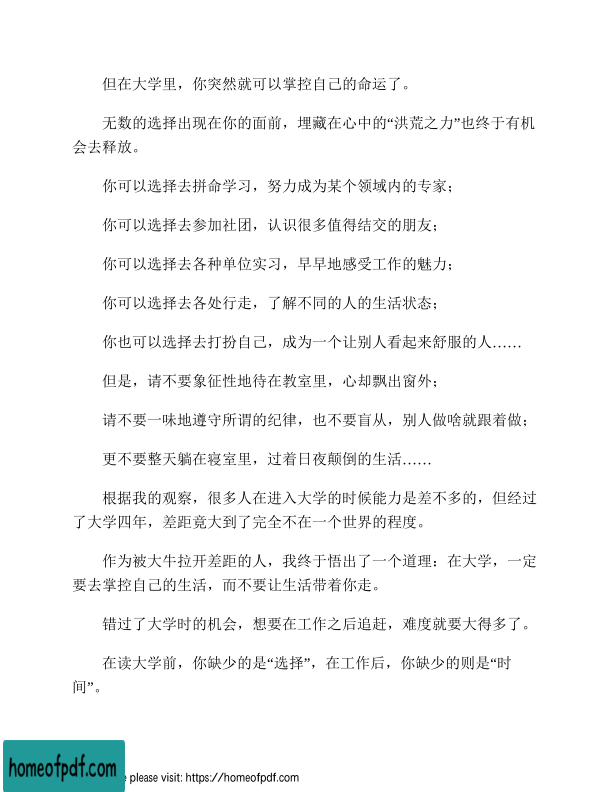 但在大学里，你突然就可以掌控自己的命运了。
无数的选择出现在你的面前，埋藏在心中的“洪荒之力”也终于有机
会去释放。
你可以选择去拼命学习，努力成为某个领域内的专家；
你可以选择去参加社团，认识很多值得结交的朋友；
你可以选择去各种单位实习，早早地感受工作的魅力；
你可以选择去各处行走，了解不同的人的生活状态；
你也可以选择去打扮自己，成为一个让别人看起来舒服的人……
但是，请不要象征性地待在教室里，心却飘出窗外；
请不要一味地遵守所谓的纪律，也不要盲从，别人做啥就跟着做；
更不要整天躺在寝室里，过着日夜颠倒的生活……
根据我的观察，很多人在进入大学的时候能力是差不多的，但经过
了大学四年，差距竟大到了完全不在一个世界的程度。
作为被大牛拉开差距的人，我终于悟出了一个道理：在大学，一定
要去掌控自己的生活，而不要让生活带着你走。
错过了大学时的机会，想要在工作之后追赶，难度就要大得多了。
在读大学前，你缺少的是“选择”，在工作后，你缺少的则是“时
间”。
homeofpdf.com
e please visit: https://homeofpdf.com